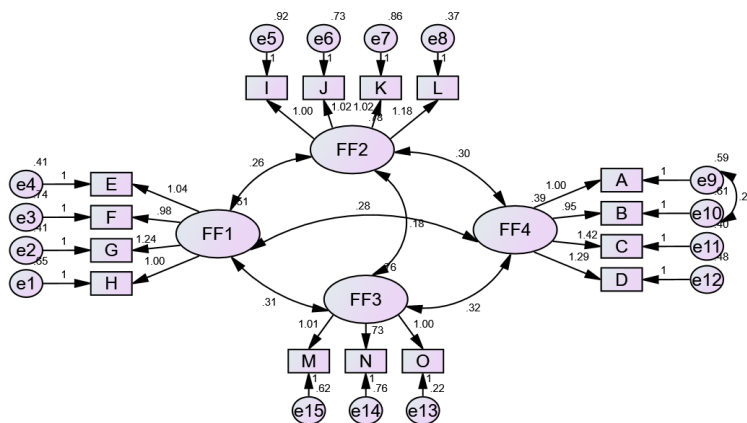 .92 .73 .86 .37
e5 e6 e7 e8
1 1 1 1
I J K L
1.00 1.02 1.02 1.18
.78
FF2
.41 .59
e4 1 E 1.04 .26 .30 A 1 e9
.74 .39 1.00 .61
e3 1 F .98 .51 B 1 e10 .2
.41 .95 .40
e2 1 G 1.24 FF1 .28 .18 FF4 C 1 e11
.65 1.42 .48
e1 1 H 1.00 1.29 D 1 e12
.31 FF3 .32
1.01 .73 1.00
M N O
1 1 1
.62 .76 .22
e15 e14 e13